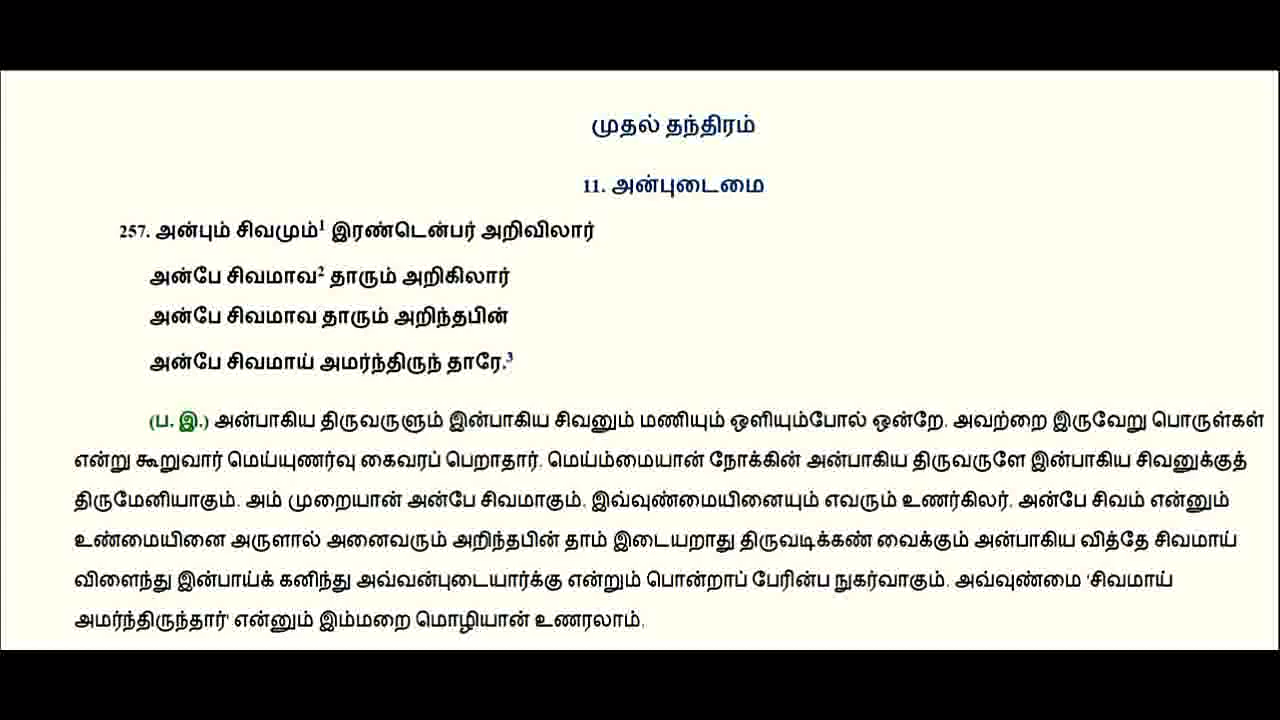 முதல் தந்திரம்
11. அன்புடைமை
257. அன்பும் சிவமும்1 இரண்டென்பர் அறிவிலார்
அன்பே சிவமாவ2 தாரும் அறிகிலார்
அன்பே சிவமாவ தாரும் அறிந்தபின்
அன்பே சிவமாய் அமர்ந்திருந் தாரே.3
(ப. இ.) அன்பாகிய திருவருளும் இன்பாகிய சிவனும் மணியும் ஒளியும்போல் ஒன்றே. அவற்றை இருவேறு பொருள்கள்
என்று கூறுவார் மெய்யுணர்வு கைவரப் பெறாதார். மெய்ம்மையான் நோக்கின் அன்பாகிய திருவருளே இன்பாகிய சிவனுக்குத்
திருமேனியாகும். அம் முறையான் அன்பே சிவமாகும். இவ்வுண்மையினையும் எவரும் உணர்கிலர். அன்பே சிவம் என்னும்
உண்மையினை அருளால் அனைவரும் அறிந்தபின் தாம் இடையறாது திருவடிக்கண் வைக்கும் அன்பாகிய வித்தே சிவமாய்
விளைந்து இன்பாய்க் கனிந்து அவ்வன்புடையார்க்கு என்றும் பொன்றாப் பேரின்ப நுகர்வாகும். அவ்வுண்மை 'சிவமாய்
அமர்ந்திருந்தார்' என்னும் இம்மறை மொழியான் உணரலாம்.